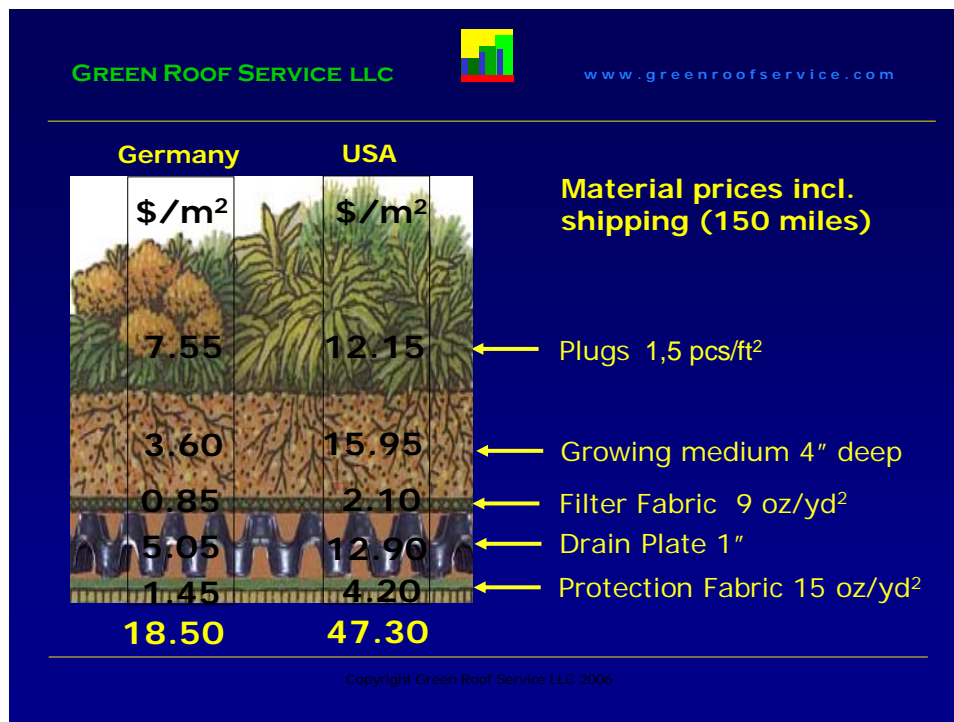 GREEN ROOF SERVICE LLC
www.greenroofservice.com
Germany USA
$/m² $/m²
Material prices incl.
shipping (150 miles)
7.55 12.15 Plugs 1,5 pcs/ft²
3.60 15.95 Growing medium 4″ deep
0.85 2.10 Filter Fabric 9 oz/yd²
5.05 12.90 Drain Plate 1″
1.45 4.20 Protection Fabric 15 oz/yd²
18.50 47.30
Copyright Green Roof Service LLC 2006